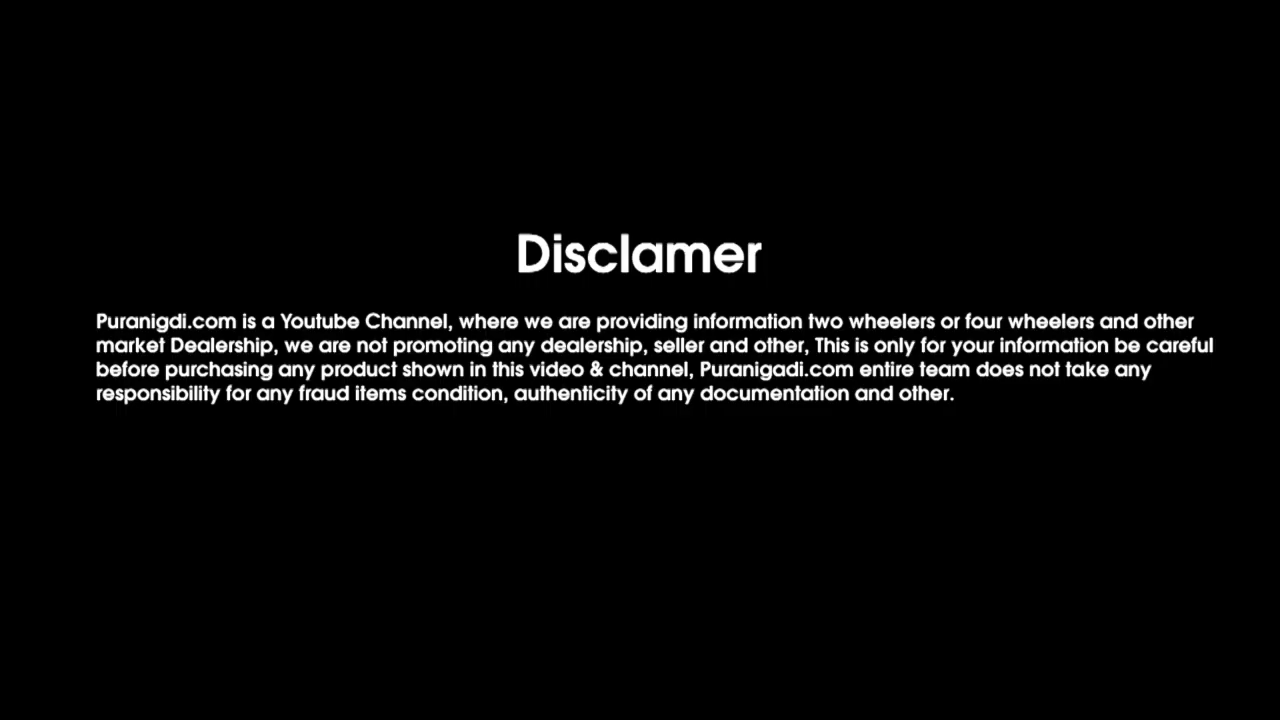 Disclamer
Puranigdi.com is a Youtube Channel, where we are providing information two wheelers or four wheelers and other
market Dealership, we are not promoting any dealership, seller and other, This is only for your information be careful
before purchasing any product shown in this video & channel, Puranigadi.com entire team does not take any
responsibility for any fraud items condition, authenticity of any documentation and other.